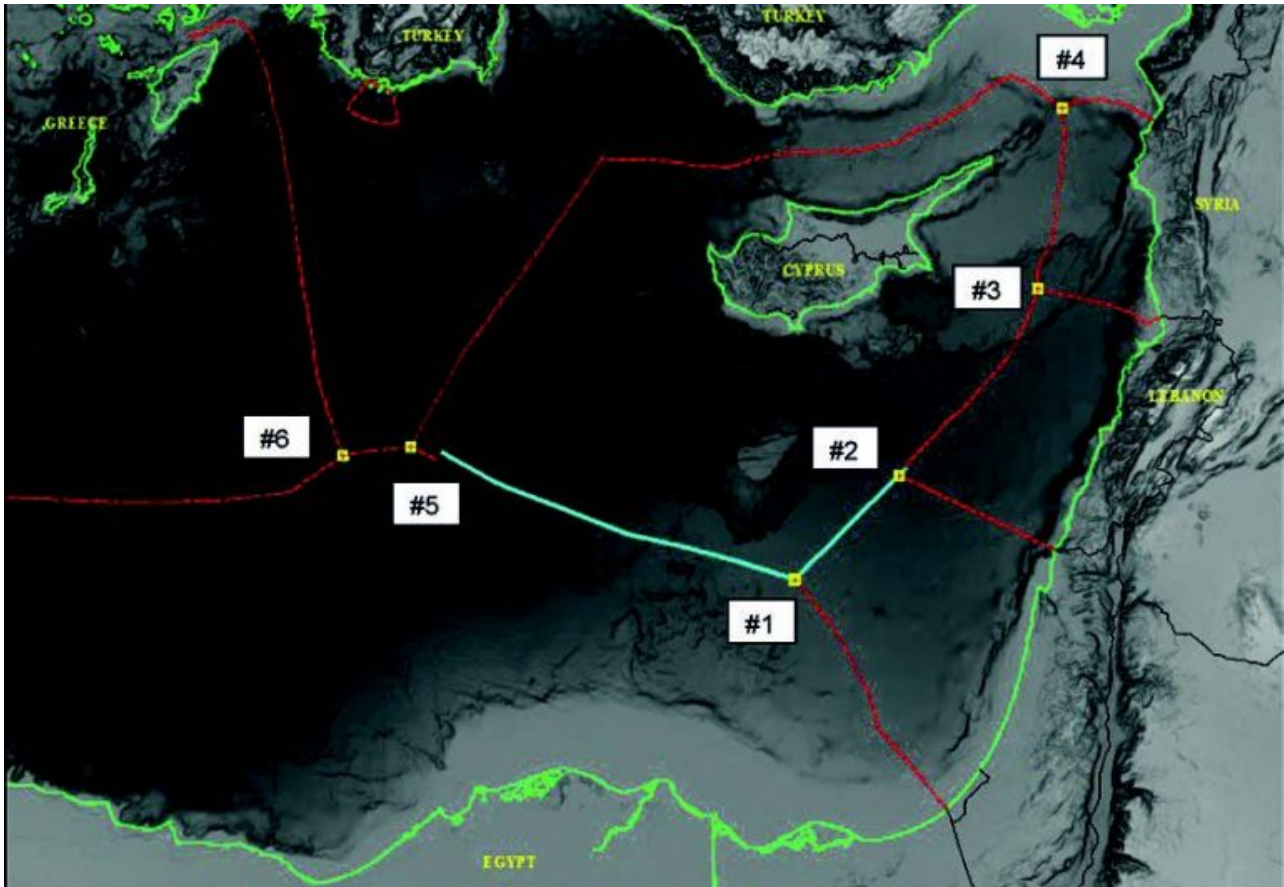 TURKEY
TURKEY
#4
GREECE
SYRIA
CYPRUS
#3
LEBANON
#6
#2
#5
#1
EGYPT